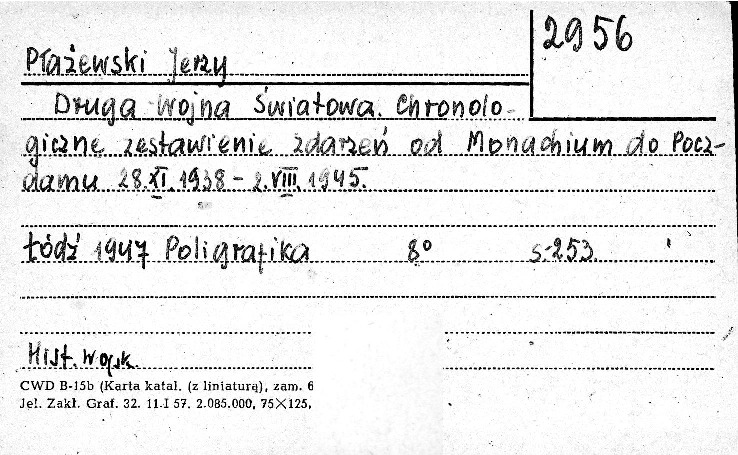 2956
Płażewski Jerzy
Druga wojna światowa. Chronolo-
giczne zestawienie zdarzeń od Monachium do Pocz-
damu 28.XI.1938 – 2.VIII.1945.
Łódź 1947 Poligrafika 8° s. 253
Hist. wojsk.
CWD B-15b (Karta katal. (z liniaturą), zam. 6
Jel. Zakł. Graf. 32. 11.I 57. 2.085.000, 75×125,